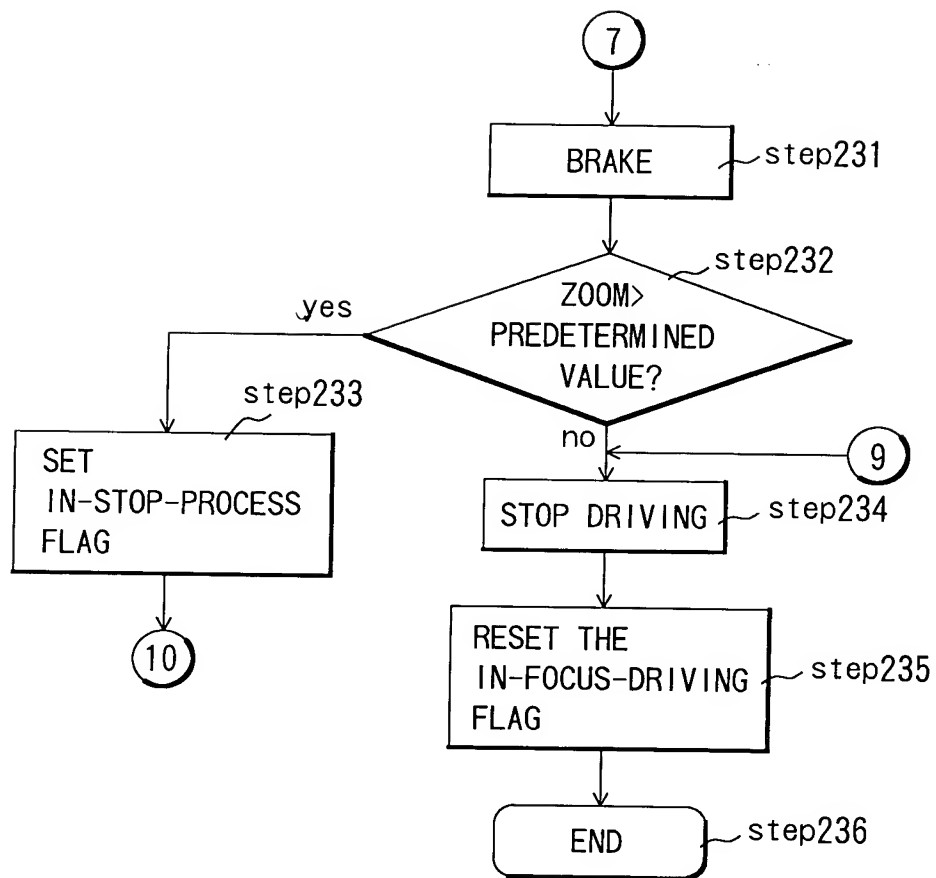 7
BRAKE
step231
step232
ZOOM>
PREDETERMINED
VALUE?
yes
step233
SET
IN-STOP-PROCESS
FLAG
10
no
9
STOP DRIVING
step234
RESET THE
IN-FOCUS-DRIVING
FLAG
step235
END
step236